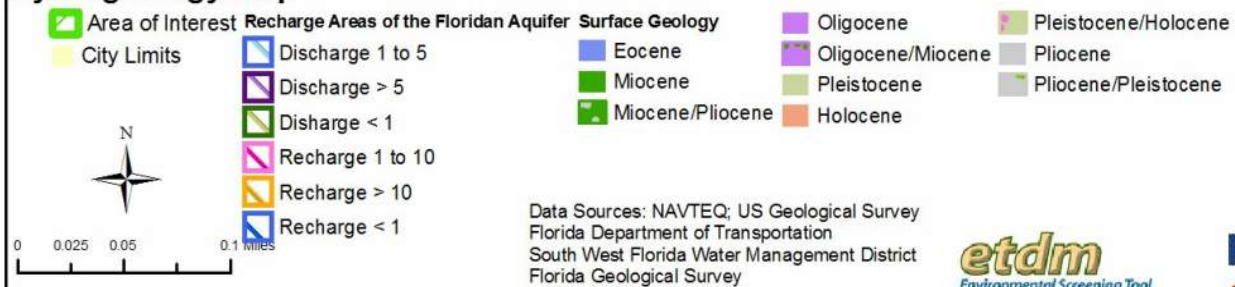 Area of Interest
City Limits
N
0 0.025 0.05 0.1 Miles
Recharge Areas of the Floridan Aquifer
Discharge 1 to 5
Discharge > 5
Disharge < 1
Recharge 1 to 10
Recharge > 10
Recharge < 1
Surface Geology
Eocene
Miocene
Miocene/Pliocene
Oligocene
Oligocene/Miocene
Pleistocene
Holocene
Pleistocene/Holocene
Pliocene
Pliocene/Pleistocene
Data Sources: NAVTEQ; US Geological Survey
Florida Department of Transportation
South West Florida Water Management District
Florida Geological Survey
etdm
Environmental Screening Tool